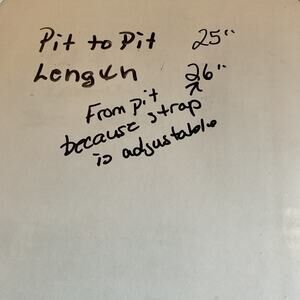 Pit to Pit 25"
Length 26"
↑
From pit
because strap
is adjustable